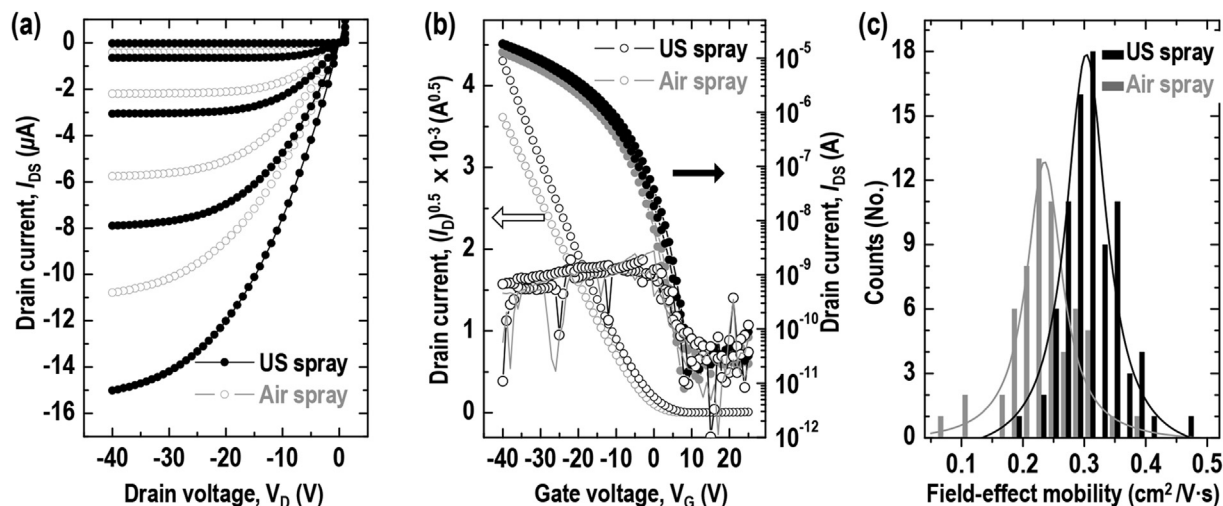 (a)
0
-2
-4
-6
-8
-10
-12
-14
-16
Drain current, IDS (µA)
US spray
Air spray
-40 -30 -20 -10 0
Drain voltage, VD (V)
(b)
4
3
2
1
0
Drain current, (ID)^0.5 x 10^-3 (A^0.5)
US spray
Air spray
10^-5
10^-6
10^-7
10^-8
10^-9
10^-10
10^-11
10^-12
Drain current, IDS (A)
-40 -30 -20 -10 0 10 20
Gate voltage, VG (V)
(c)
18
15
12
9
6
3
0
Counts (No.)
US spray
Air spray
0.1 0.2 0.3 0.4 0.5
Field-effect mobility (cm²/V·s)